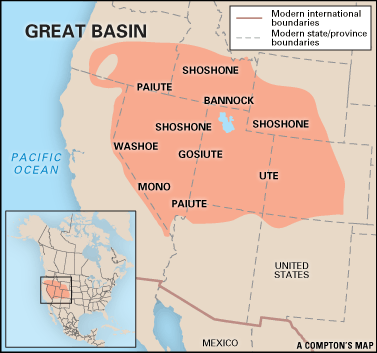 GREAT BASIN
Modern international
boundaries
Modern state/province
boundaries
SHOSHONE
PAIUTE
BANNOCK
SHOSHONE
SHOSHONE
WASHOE
GOSIUTE
PACIFIC
OCEAN
UTE
MONO
PAIUTE
UNITED
STATES
MEXICO
A COMPTON'S MAP